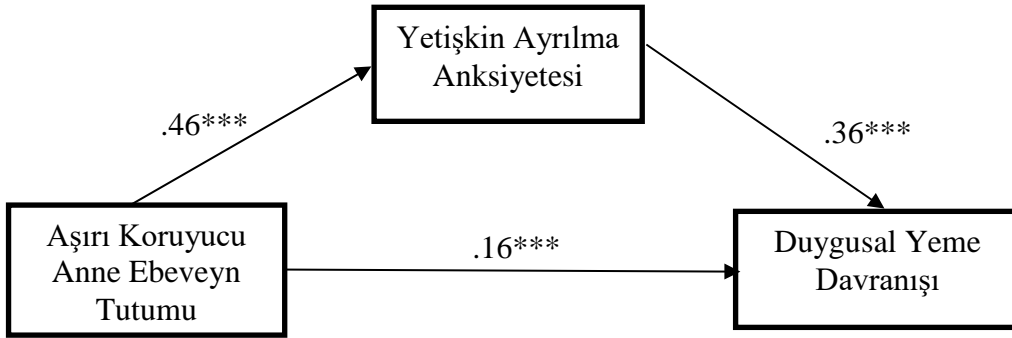 Yetişkin Ayrılma
Anksiyetesi
.46***
.36***
Aşırı Koruyucu
Anne Ebeveyn
Tutumu
.16***
Duygusal Yeme
Davranışı